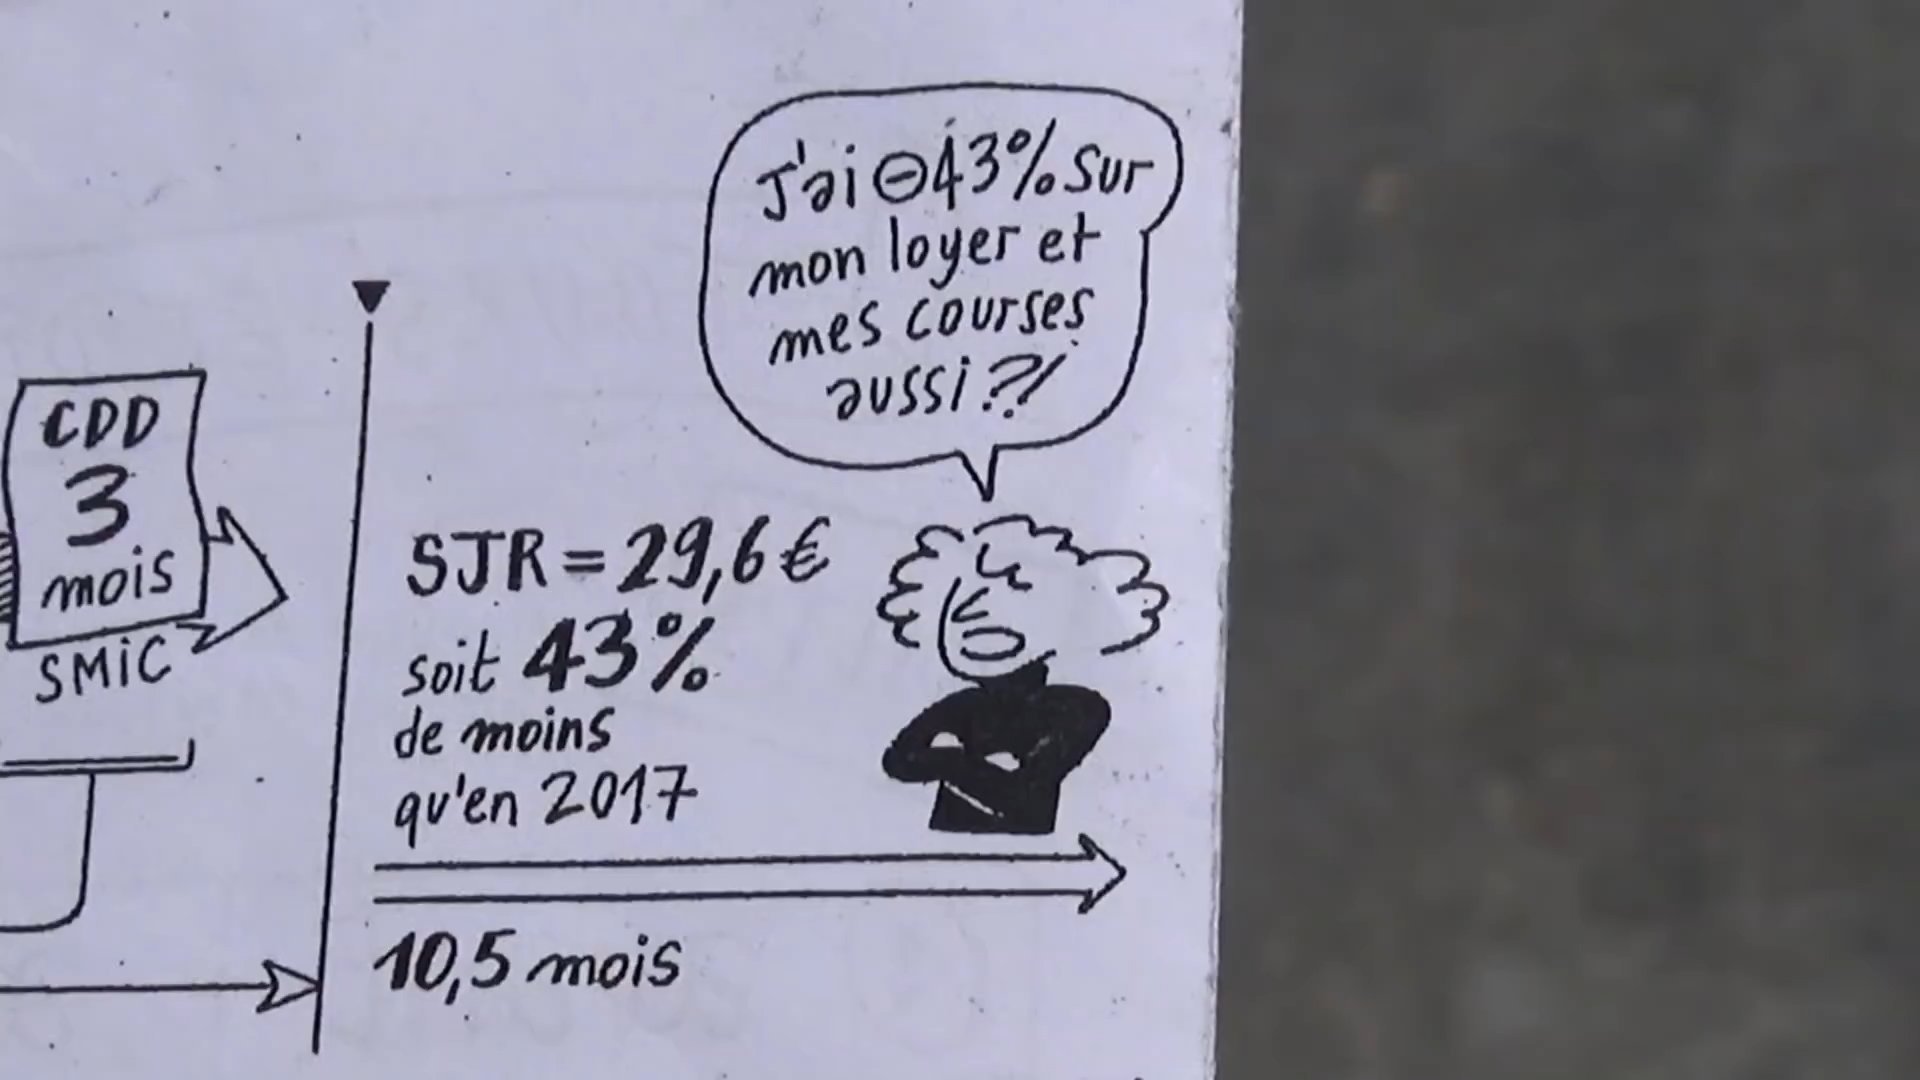 J'ai ⊖43% sur
mon loyer et
mes courses
aussi ?!
CDD
3
mois
SMIC
SJR = 29,6€
soit 43%
de moins
qu'en 2017
10,5 mois